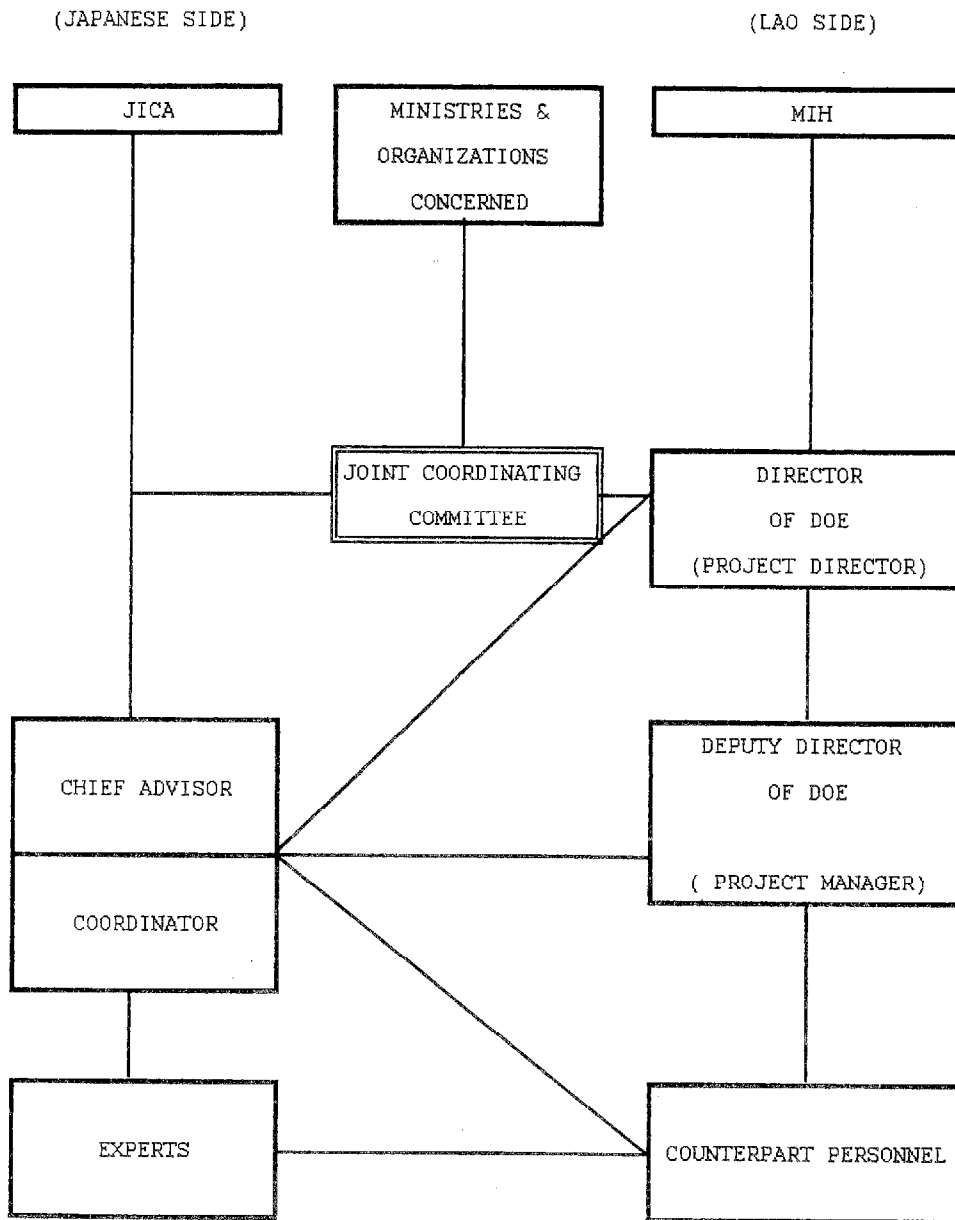 (JAPANESE SIDE)
(LAO SIDE)
JICA
MINISTRIES &
ORGANIZATIONS
CONCERNED
MIH
JOINT COORDINATING
COMMITTEE
DIRECTOR
OF DOE
(PROJECT DIRECTOR)
CHIEF ADVISOR
COORDINATOR
DEPUTY DIRECTOR
OF DOE
( PROJECT MANAGER)
EXPERTS
COUNTERPART PERSONNEL